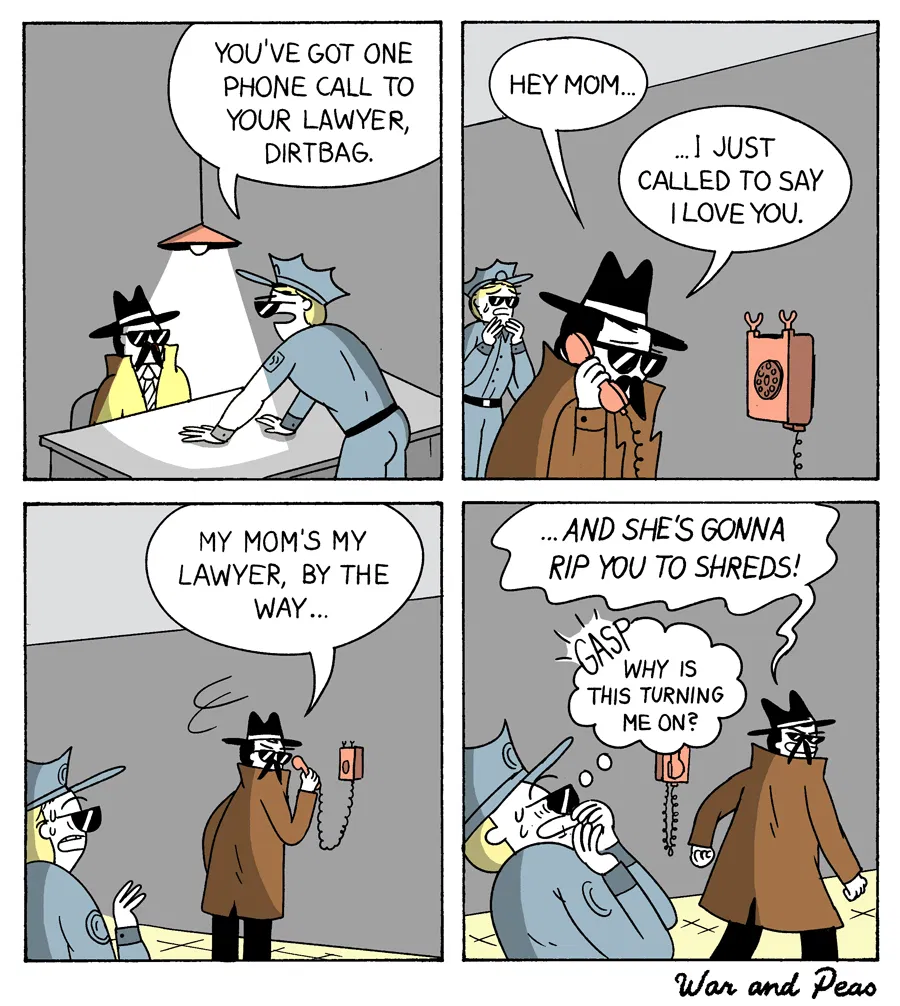 YOU'VE GOT ONE
PHONE CALL TO
YOUR LAWYER,
DIRTBAG.
HEY MOM...
...I JUST
CALLED TO SAY
I LOVE YOU.
MY MOM'S MY
LAWYER, BY THE
WAY...
...AND SHE'S GONNA
RIP YOU TO SHREDS!
GASP
WHY IS
THIS TURNING
ME ON?
War and Peas